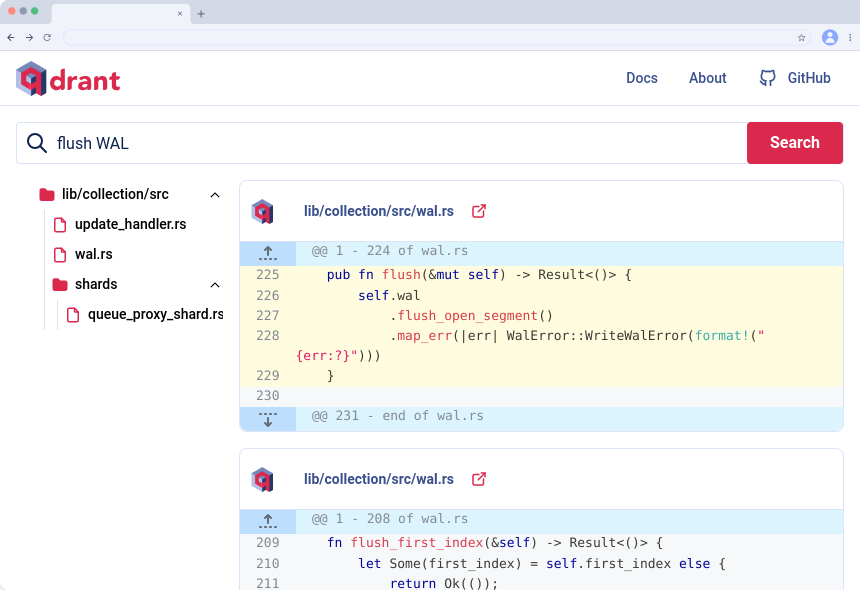 qdrant
Docs About GitHub
flush WAL
Search
lib/collection/src
update_handler.rs
wal.rs
shards
queue_proxy_shard.rs
lib/collection/src/wal.rs
@@ 1 - 224 of wal.rs
225 pub fn flush(&mut self) -> Result<()> {
226 self.wal
227 .flush_open_segment()
228 .map_err(|err| WalError::WriteWalError(format!("
{err:?}")))
229 }
230
@@ 231 - end of wal.rs
lib/collection/src/wal.rs
@@ 1 - 208 of wal.rs
209 fn flush_first_index(&self) -> Result<()> {
210 let Some(first_index) = self.first_index else {
211 return Ok(());